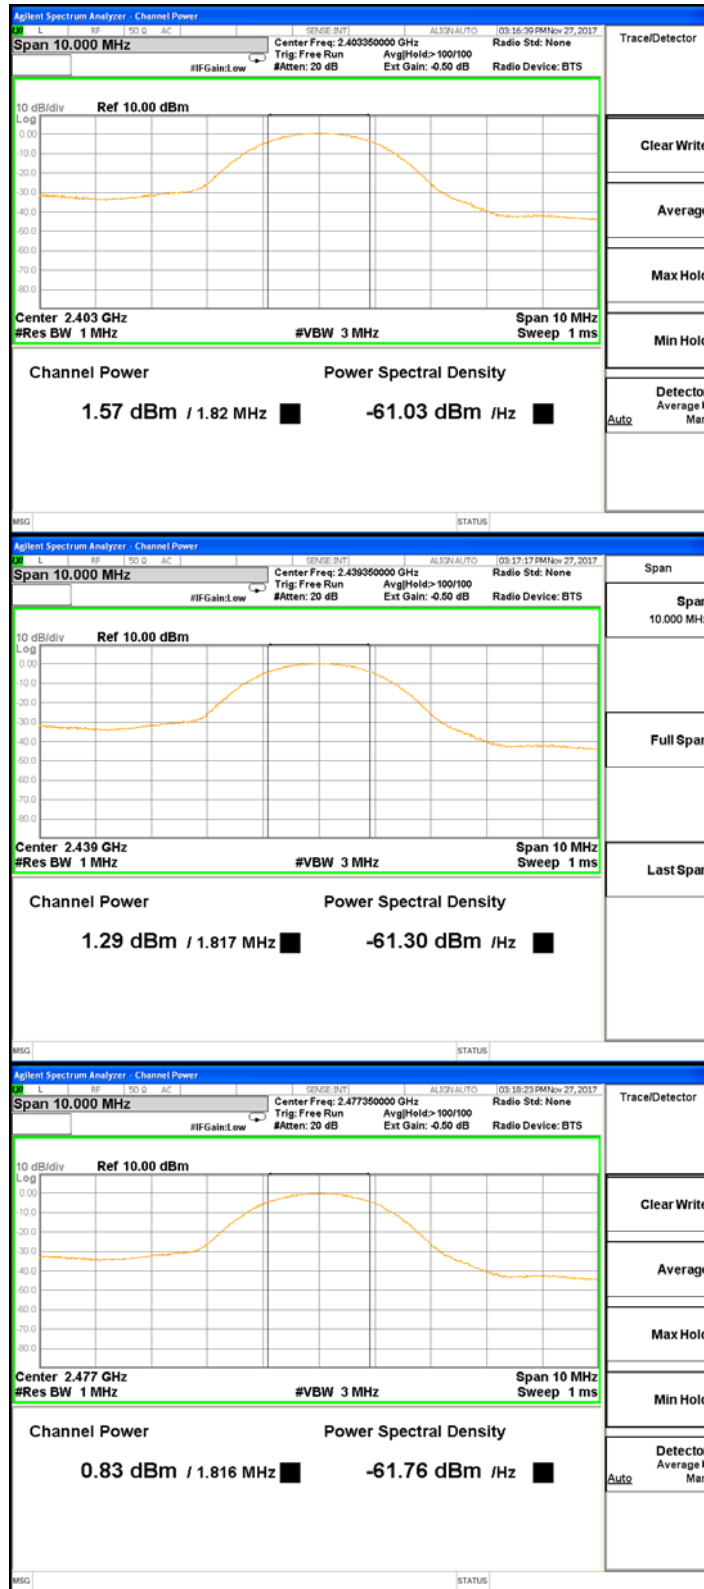 Agilent Spectrum Analyzer - Channel Power
L RF 50 Ω AC SENSE:INT ALIGN AUTO 03:16:39 PM Nov 27, 2017
Span 10.000 MHz
Center Freq: 2.403350000 GHz
Radio Std: None
Trig: Free Run Avg|Hold:>100/100
#IFGain:Low #Atten: 20 dB Ext Gain: -0.50 dB Radio Device: BTS
Trace/Detector
10 dB/div Ref 10.00 dBm
Log
0.00
-10.0
-20.0
-30.0
-40.0
-50.0
-60.0
-70.0
-80.0
Clear Write
Average
Max Hold
Min Hold
Center 2.403 GHz Span 10 MHz
#Res BW 1 MHz #VBW 3 MHz Sweep 1 ms
Detector
Average
Auto Man
Channel Power Power Spectral Density
1.57 dBm / 1.82 MHz -61.03 dBm /Hz
MSG STATUS
Agilent Spectrum Analyzer - Channel Power
L RF 50 Ω AC SENSE:INT ALIGN AUTO 03:17:17 PM Nov 27, 2017
Span 10.000 MHz
Center Freq: 2.439350000 GHz
Radio Std: None
Trig: Free Run Avg|Hold:>100/100
#IFGain:Low #Atten: 20 dB Ext Gain: -0.50 dB Radio Device: BTS
Span
Span
10.000 MHz
10 dB/div Ref 10.00 dBm
Log
0.00
-10.0
-20.0
-30.0
-40.0
-50.0
-60.0
-70.0
-80.0
Full Span
Center 2.439 GHz Span 10 MHz
#Res BW 1 MHz #VBW 3 MHz Sweep 1 ms
Last Span
Channel Power Power Spectral Density
1.29 dBm / 1.817 MHz -61.30 dBm /Hz
MSG STATUS
Agilent Spectrum Analyzer - Channel Power
L RF 50 Ω AC SENSE:INT ALIGN AUTO 03:18:23 PM Nov 27, 2017
Span 10.000 MHz
Center Freq: 2.477350000 GHz
Radio Std: None
Trig: Free Run Avg|Hold:>100/100
#IFGain:Low #Atten: 20 dB Ext Gain: -0.50 dB Radio Device: BTS
Trace/Detector
10 dB/div Ref 10.00 dBm
Log
0.00
-10.0
-20.0
-30.0
-40.0
-50.0
-60.0
-70.0
-80.0
Clear Write
Average
Max Hold
Min Hold
Center 2.477 GHz Span 10 MHz
#Res BW 1 MHz #VBW 3 MHz Sweep 1 ms
Detector
Average
Auto Man
Channel Power Power Spectral Density
0.83 dBm / 1.816 MHz -61.76 dBm /Hz
MSG STATUS